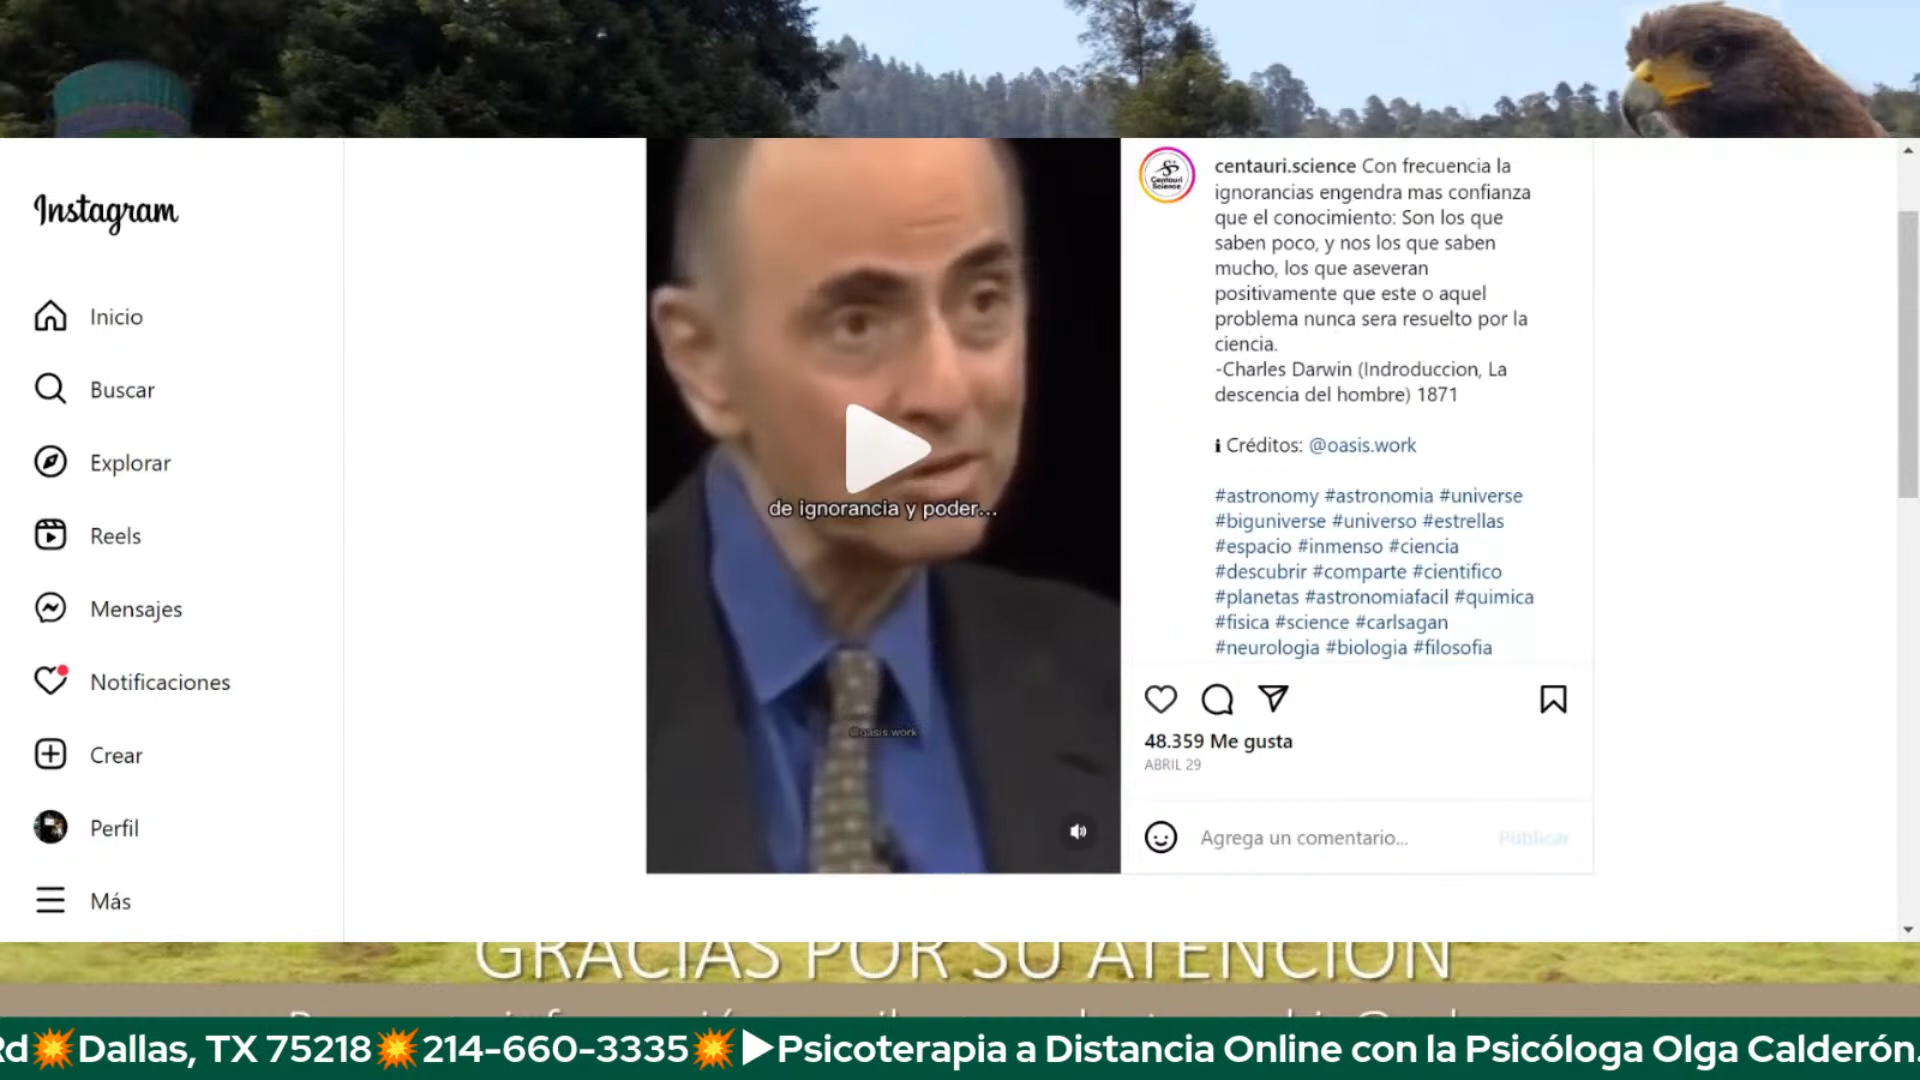 Instagram
Inicio
Buscar
Explorar
Reels
Mensajes
Notificaciones
Crear
Perfil
Más
de ignorancia y poder...
@oasis.work
Centauri
Science
centauri.science Con frecuencia la
ignorancias engendra mas confianza
que el conocimiento: Son los que
saben poco, y nos los que saben
mucho, los que aseveran
positivamente que este o aquel
problema nunca sera resuelto por la
ciencia.
-Charles Darwin (Indroduccion, La
descencia del hombre) 1871
ℹ Créditos: @oasis.work
#astronomy #astronomia #universe
#biguniverse #universo #estrellas
#espacio #inmenso #ciencia
#descubrir #comparte #cientifico
#planetas #astronomiafacil #quimica
#fisica #science #carlsagan
#neurologia #biologia #filosofia
48.359 Me gusta
ABRIL 29
Agrega un comentario...
Publicar
GRACIAS POR SU ATENCIÓN
Rd💥Dallas, TX 75218💥214-660-3335💥▶Psicoterapia a Distancia Online con la Psicóloga Olga Calderón.